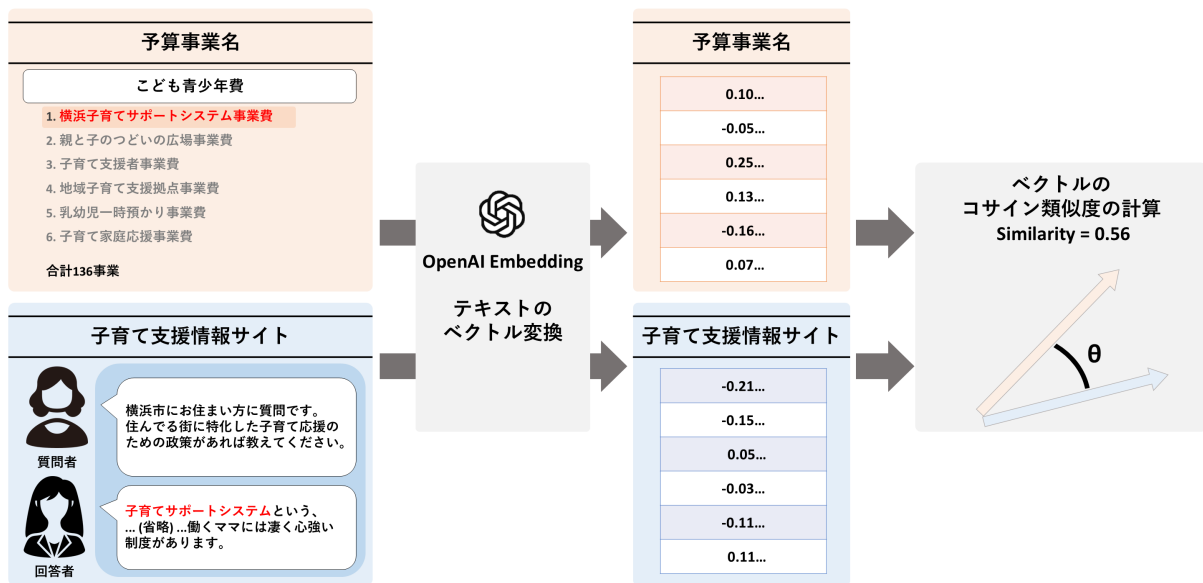 予算事業名
こども青少年費
1. 横浜子育てサポートシステム事業費
2. 親と子のつどいの広場事業費
3. 子育て支援者事業費
4. 地域子育て支援拠点事業費
5. 乳幼児一時預かり事業費
6. 子育て家庭応援事業費
合計136事業
子育て支援情報サイト
横浜市にお住まい方に質問です。
住んでる街に特化した子育て応援の
ための政策があれば教えてください。
質問者
子育てサポートシステムという、
... (省略) ...働くママには凄く心強い
制度があります。
回答者
OpenAI Embedding
テキストの
ベクトル変換
予算事業名
0.10...
-0.05...
0.25...
0.13...
-0.16...
0.07...
子育て支援情報サイト
-0.21...
-0.15...
0.05...
-0.03...
-0.11...
0.11...
ベクトルの
コサイン類似度の計算
Similarity = 0.56
θ